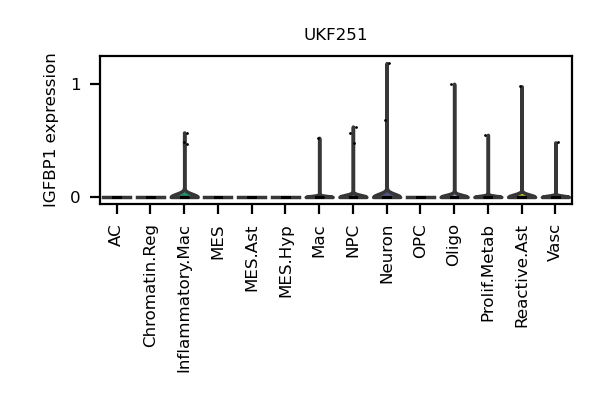 UKF251
IGFBP1 expression
1
0
AC
Chromatin.Reg
Inflammatory.Mac
MES
MES.Ast
MES.Hyp
Mac
NPC
Neuron
OPC
Oligo
Prolif.Metab
Reactive.Ast
Vasc